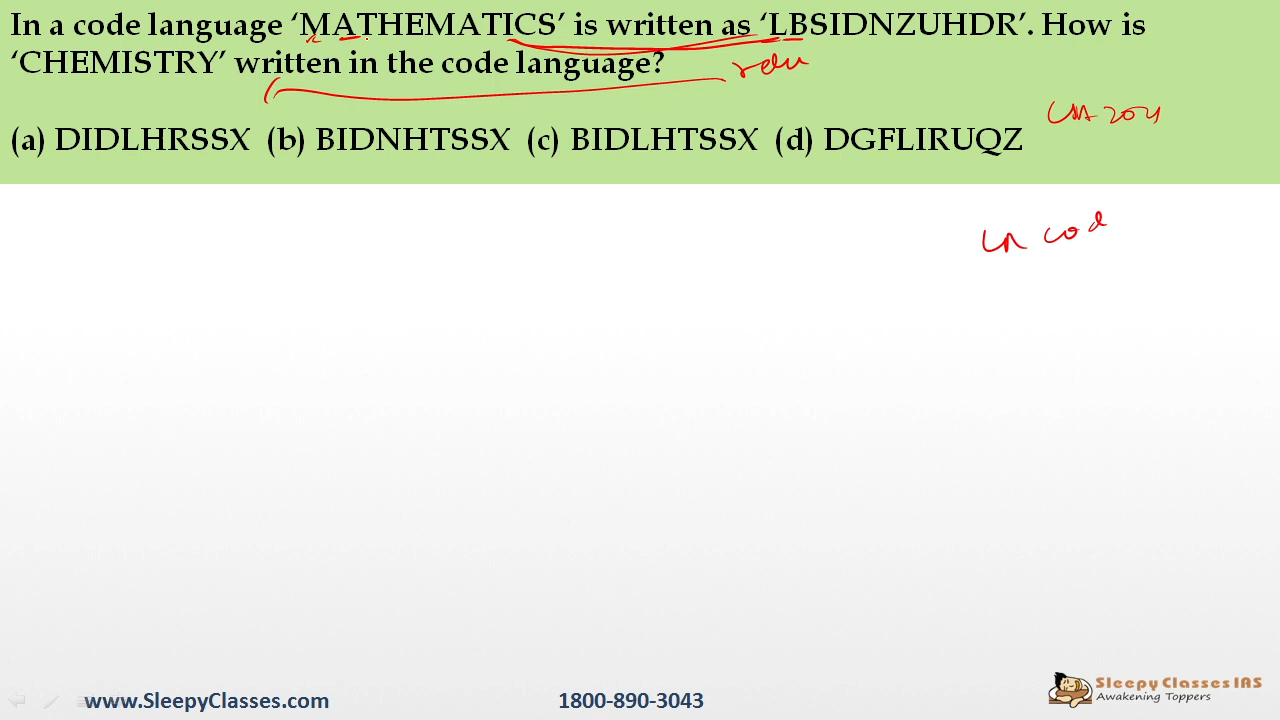 In a code language ‘MATHEMATICS’ is written as ‘LBSIDNZUHDR’. How is
‘CHEMISTRY’ written in the code language?
(a) DIDLHRSSX (b) BIDNHTSSX (c) BIDLHTSSX (d) DGFLIRUQZ
www.SleepyClasses.com
1800-890-3043
Sleepy Classes IAS
Awakening Toppers